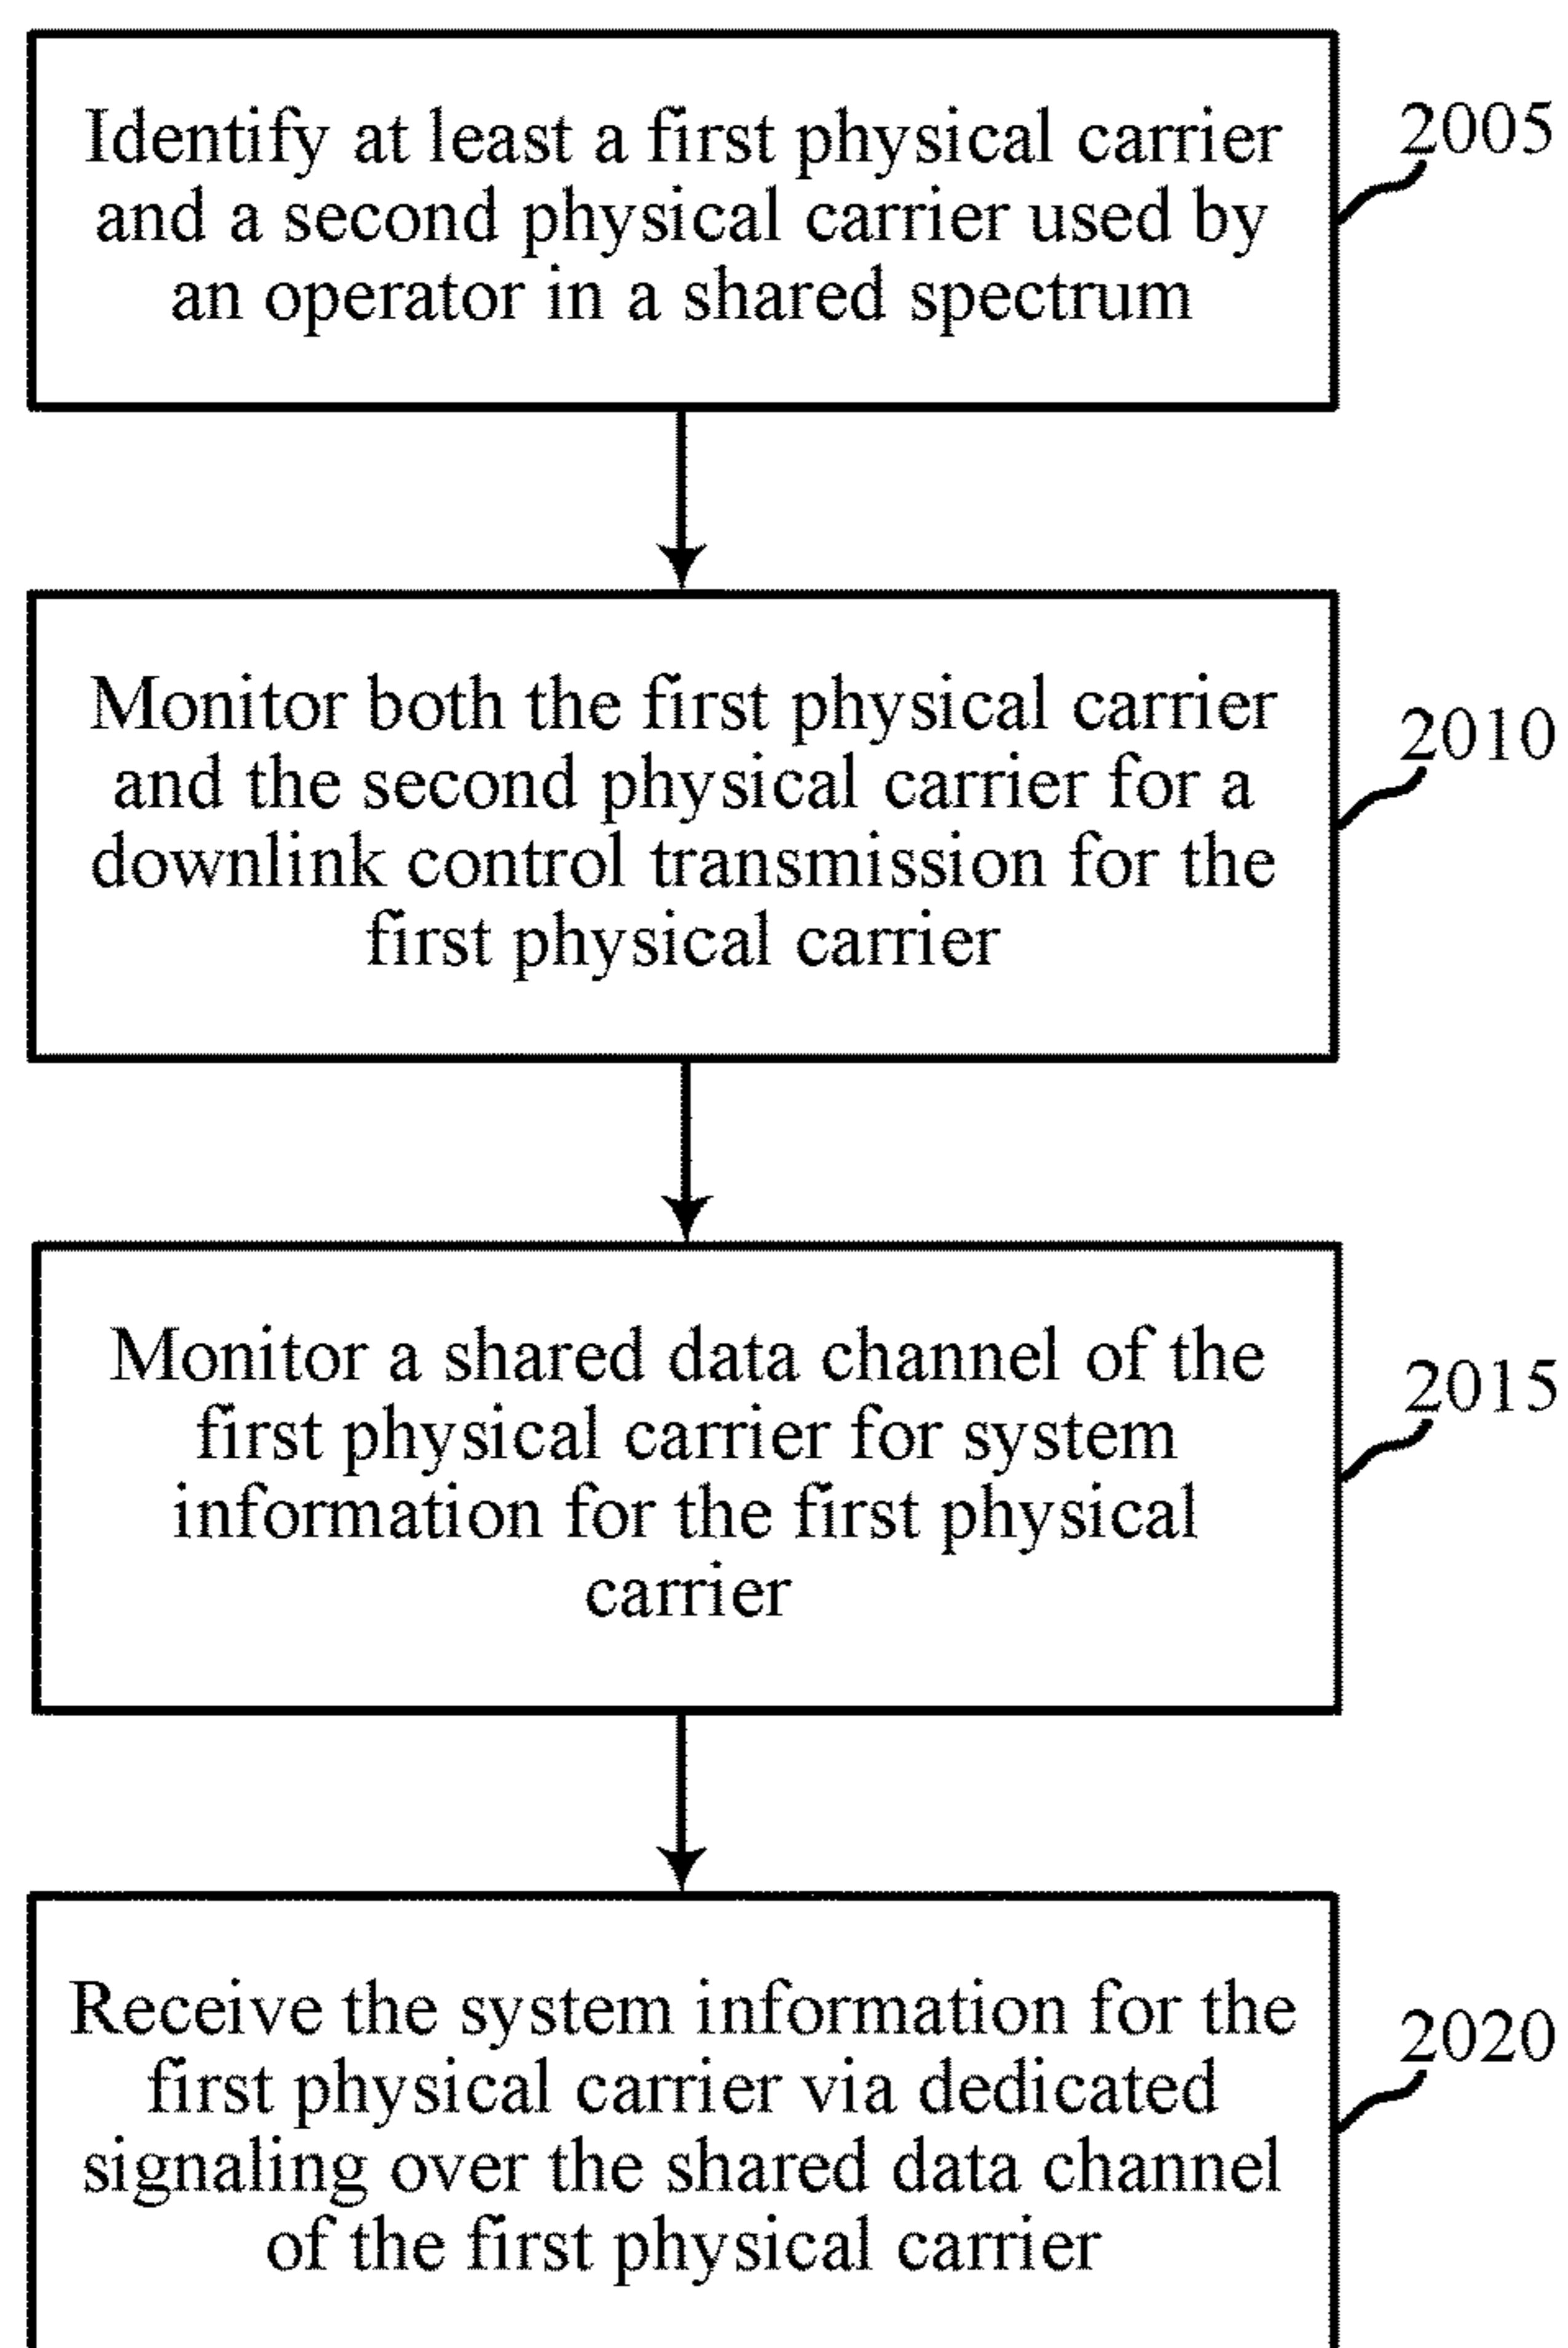 Identify at least a first physical carrier
and a second physical carrier used by
an operator in a shared spectrum
2005
Monitor both the first physical carrier
and the second physical carrier for a
downlink control transmission for the
first physical carrier
2010
Monitor a shared data channel of the
first physical carrier for system
information for the first physical
carrier
2015
Receive the system information for the
first physical carrier via dedicated
signaling over the shared data channel
of the first physical carrier
2020